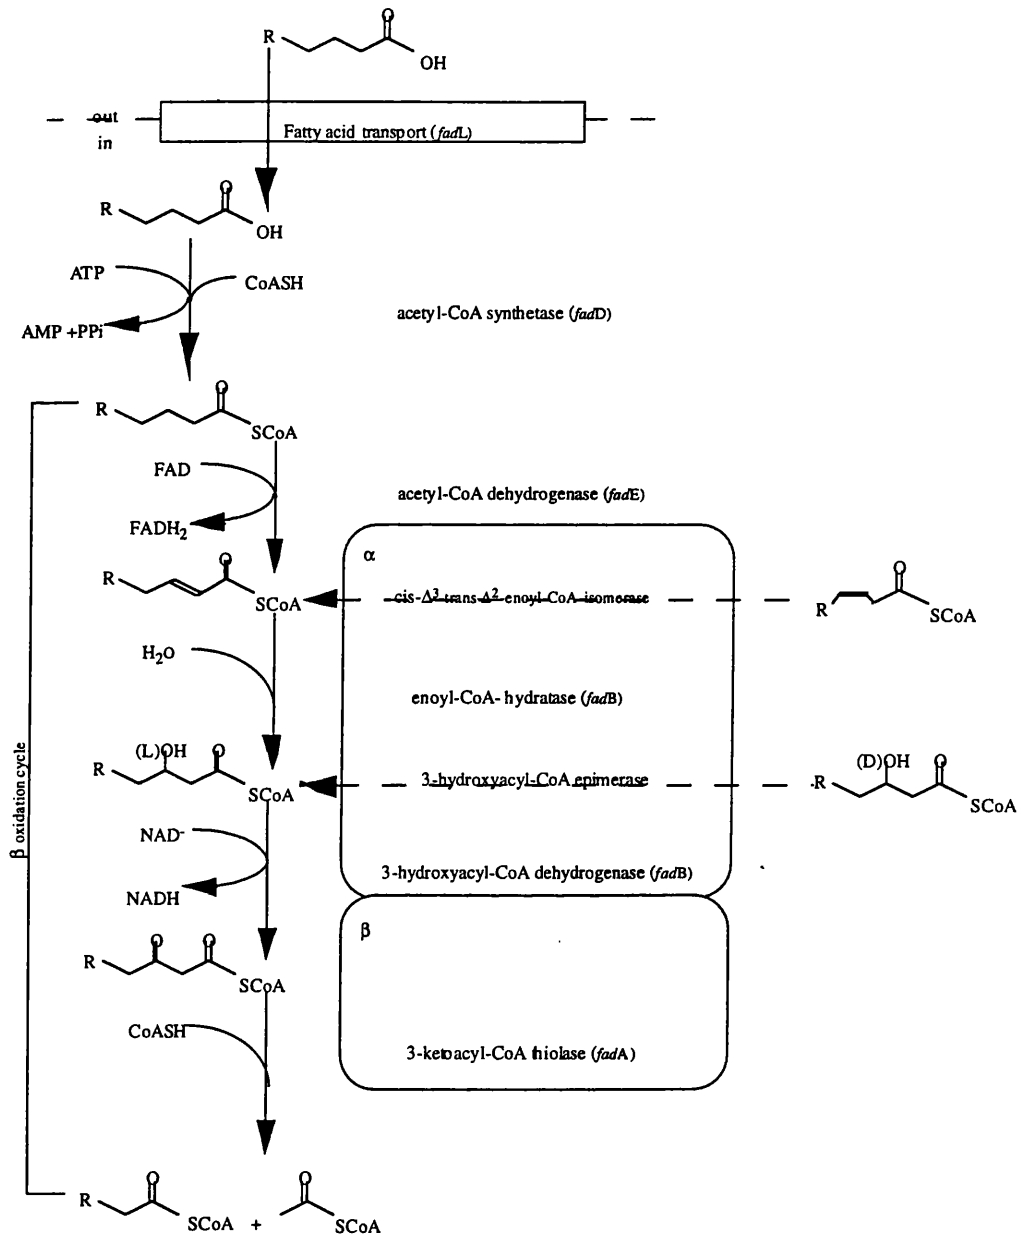 O
R
OH
out
in
Fatty acid transport (fadL)
O
R
OH
ATP
CoASH
AMP +PPi
acetyl-CoA synthetase (fadD)
O
R
SCoA
FAD
FADH2
acetyl-CoA dehydrogenase (fadE)
α
O
R
SCoA
cis-Δ3-trans-Δ2-enoyl-CoA-isomerase
O
R
SCoA
H2O
enoyl-CoA- hydratase (fadB)
(L)OH
O
R
SCoA
3-hydroxyacyl-CoA epimerase
(D)OH
O
R
SCoA
NAD-
NADH
3-hydroxyacyl-CoA dehydrogenase (fadB)
β oxidation cycle
β
O
O
R
SCoA
CoASH
3-ketoacyl-CoA thiolase (fadA)
O
R
SCoA
+
O
SCoA